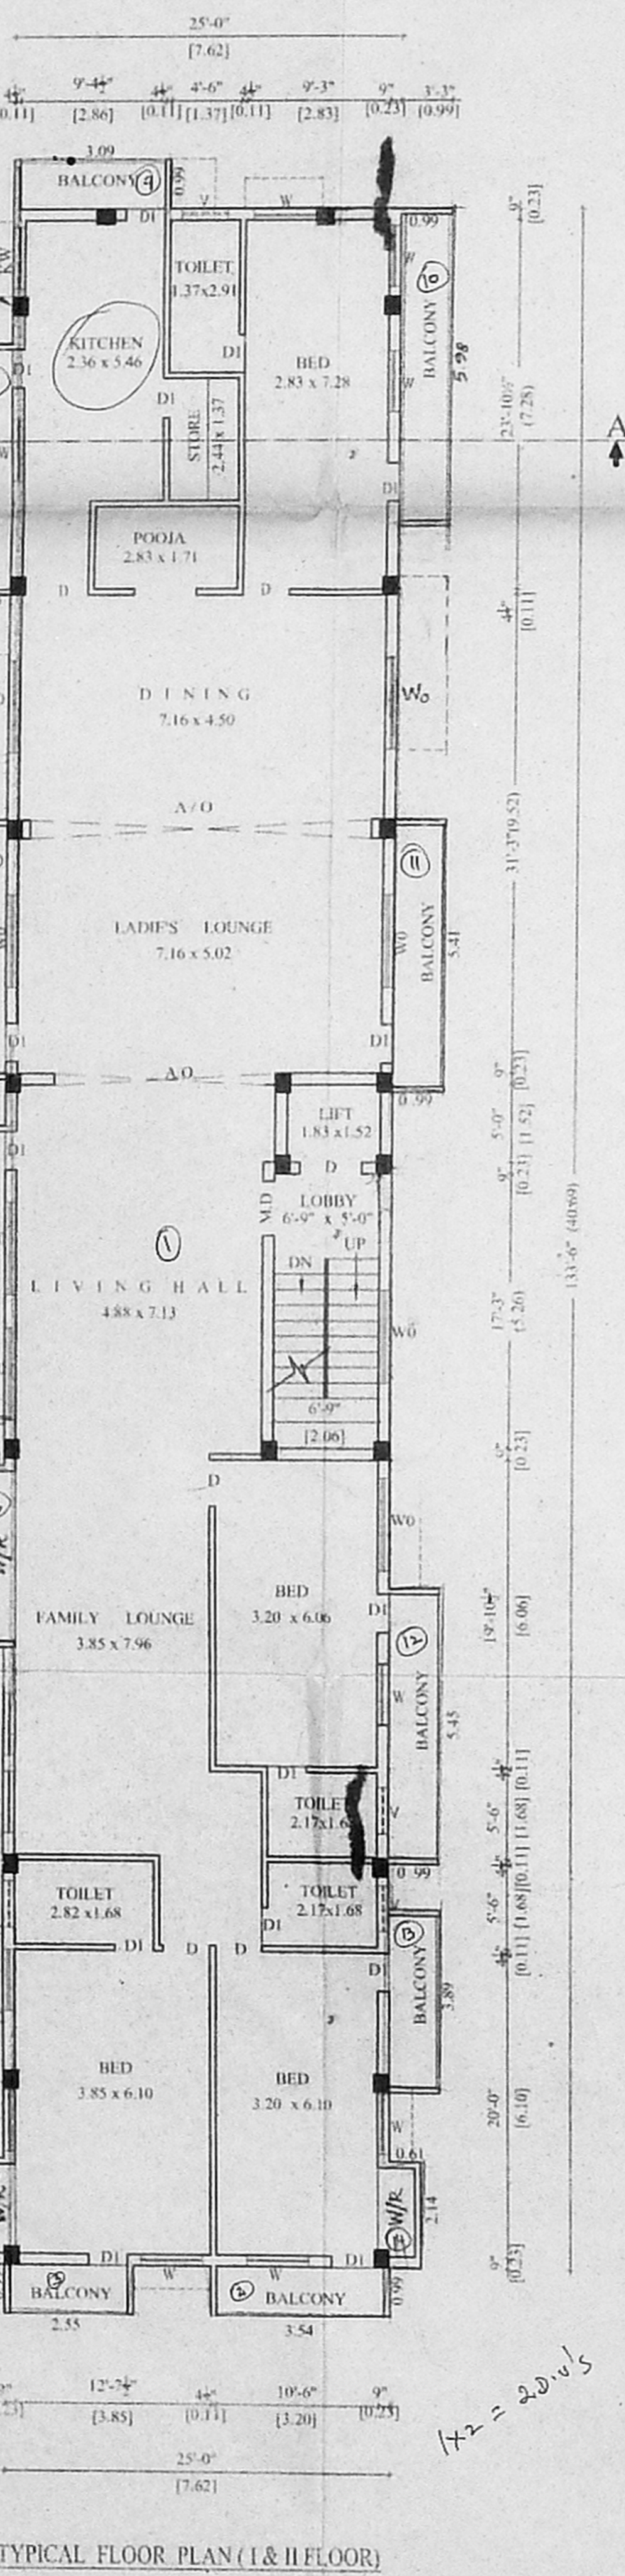 25'-0"
[7.62]
4½" 9'-4½" 4½" 4'-6" 4½" 9'-3" 9" 3'-3"
0.11] [2.86] [0.11] [1.37] [0.11] [2.83] [0.23] [0.99]
3.09
BALCONY 9
0.99
9"
[0.23]
D1 V W
0.99
KW
TOILET
1.37x2.91
W
10
BALCONY
5.98
KITCHEN
2.36 x 5.46
D1
D1
BED
2.83 x 7.28
W
23'-10½"
(7.28)
D1
STORE
2.44 x 1.37
A
W
D1
POOJA
2.83 x 1.71
D D
4½"
[0.11]
DINING
7.16 x 4.50
Wo
A/O
31'-3"(9.52)
11
LADIE'S LOUNGE
7.16 x 5.02
WO
BALCONY
5.41
D1 D1
A.O
9"
[0.23]
0.99
LIFT
1.83 x1.52
5'-0"
[1.52]
D1
D
9"
[0.23]
M.D
LOBBY
6'-9" x 5'-0"
133'-6" (40.69)
1
UP
DN
LIVING HALL
4.88 x 7.13
17'-3"
(5.26)
WO
6'-9"
[2.06]
9"
[0.23]
D
W/R
WO
BED
3.20 x 6.06
D1
FAMILY LOUNGE
3.85 x 7.96
19'-10½"
[6.06]
12
W
BALCONY
5.45
D1
4½"
[0.11]
TOILET
2.17x1.6
V
5'-6"
[1.68]
0.99
4½"
[0.11]
TOILET
2.82 x1.68
TOILET
2.17x1.68
V
5'-6"
[1.68]
D1
13
D1 D D
4½"
[0.11]
D
BALCONY
3.89
BED
3.85 x 6.10
BED
3.20 x 6.10
20'-0"
[6.10]
W
0.61
W/R
W/R
2.14
D1 W W D1
9"
[0.23]
3
BALCONY
2
BALCONY
0.99
2.55
3.54
9" 12'-7½" 4½" 10'-6" 9"
.23] [3.85] [0.11] [3.20] [0.23]
1x2 = 2 D.U's
25'-0"
[7.62]
TYPICAL FLOOR PLAN ( I & II FLOOR)